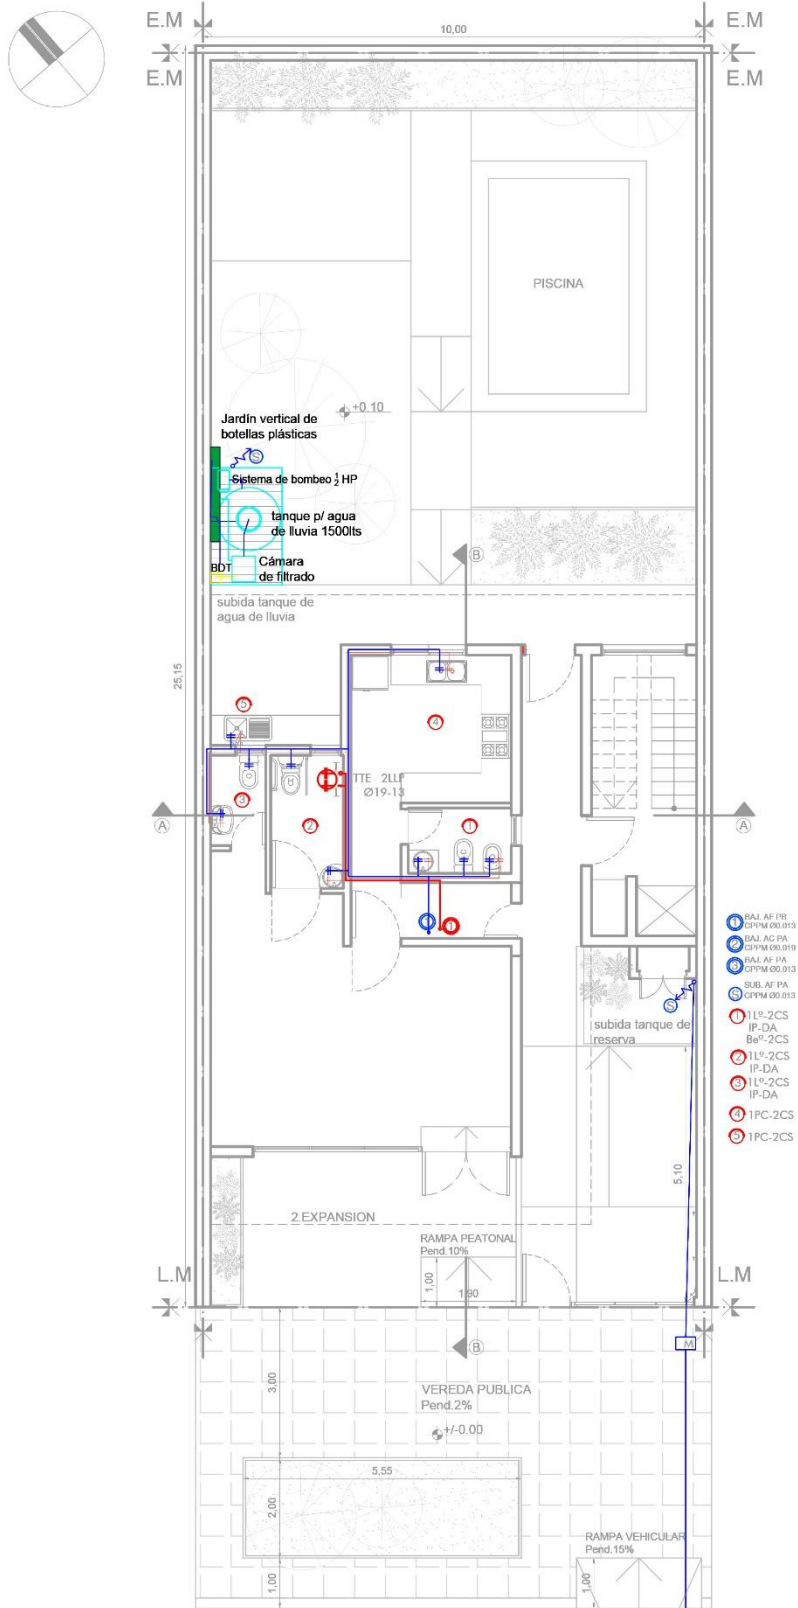 E.M
E.M
10,00
E.M
E.M
PISCINA
+0.10
Jardín vertical de
botellas plásticas
S
Sistema de bombeo ½ HP
tanque p/ agua
de lluvia 1500lts
Cámara
de filtrado
BDT
B
subida tanque de
agua de lluvia
25,15
5
4
TTE 2LLP
Ø19-13
3
2
1
A
A
1
1
1 BAJ. AF PB
CPPM Ø0.013
2 BAJ. AC PA
CPPM Ø0.019
3 BAJ. AF PA
CPPM Ø0.013
S SUB. AF PA
CPPM Ø0.013
S
subida tanque de
reserva
1 1Lº-2CS
IP-DA
Beº-2CS
2 1Lº-2CS
IP-DA
3 1Lº-2CS
IP-DA
4 1PC-2CS
5 1PC-2CS
5,10
2.EXPANSION
RAMPA PEATONAL
Pend.10%
1,00
1,90
L.M
L.M
B
M
3,00
VEREDA PUBLICA
Pend.2%
+/-0.00
5,55
2,00
RAMPA VEHICULAR
Pend.15%
1,00
1,00